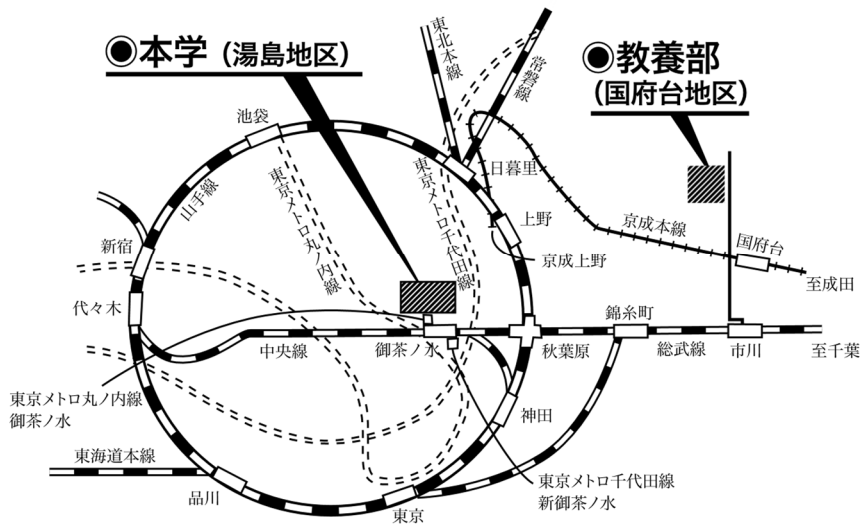 本学(湯島地区)
教養部
(国府台地区)
東北本線
常磐線
池袋
日暮里
山手線
東京メトロ丸ノ内線
東京メトロ千代田線
上野
京成本線
国府台
新宿
京成上野
至成田
代々木
錦糸町
中央線
御茶ノ水
秋葉原
総武線
市川
至千葉
東京メトロ丸ノ内線
御茶ノ水
神田
東海道本線
品川
東京
東京メトロ千代田線
新御茶ノ水